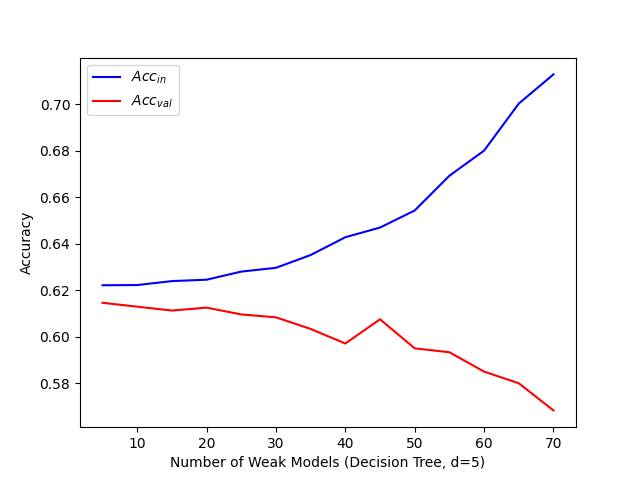 Acc_in
Acc_val
0.70
0.68
0.66
0.64
0.62
0.60
0.58
Accuracy
10 20 30 40 50 60 70
Number of Weak Models (Decision Tree, d=5)